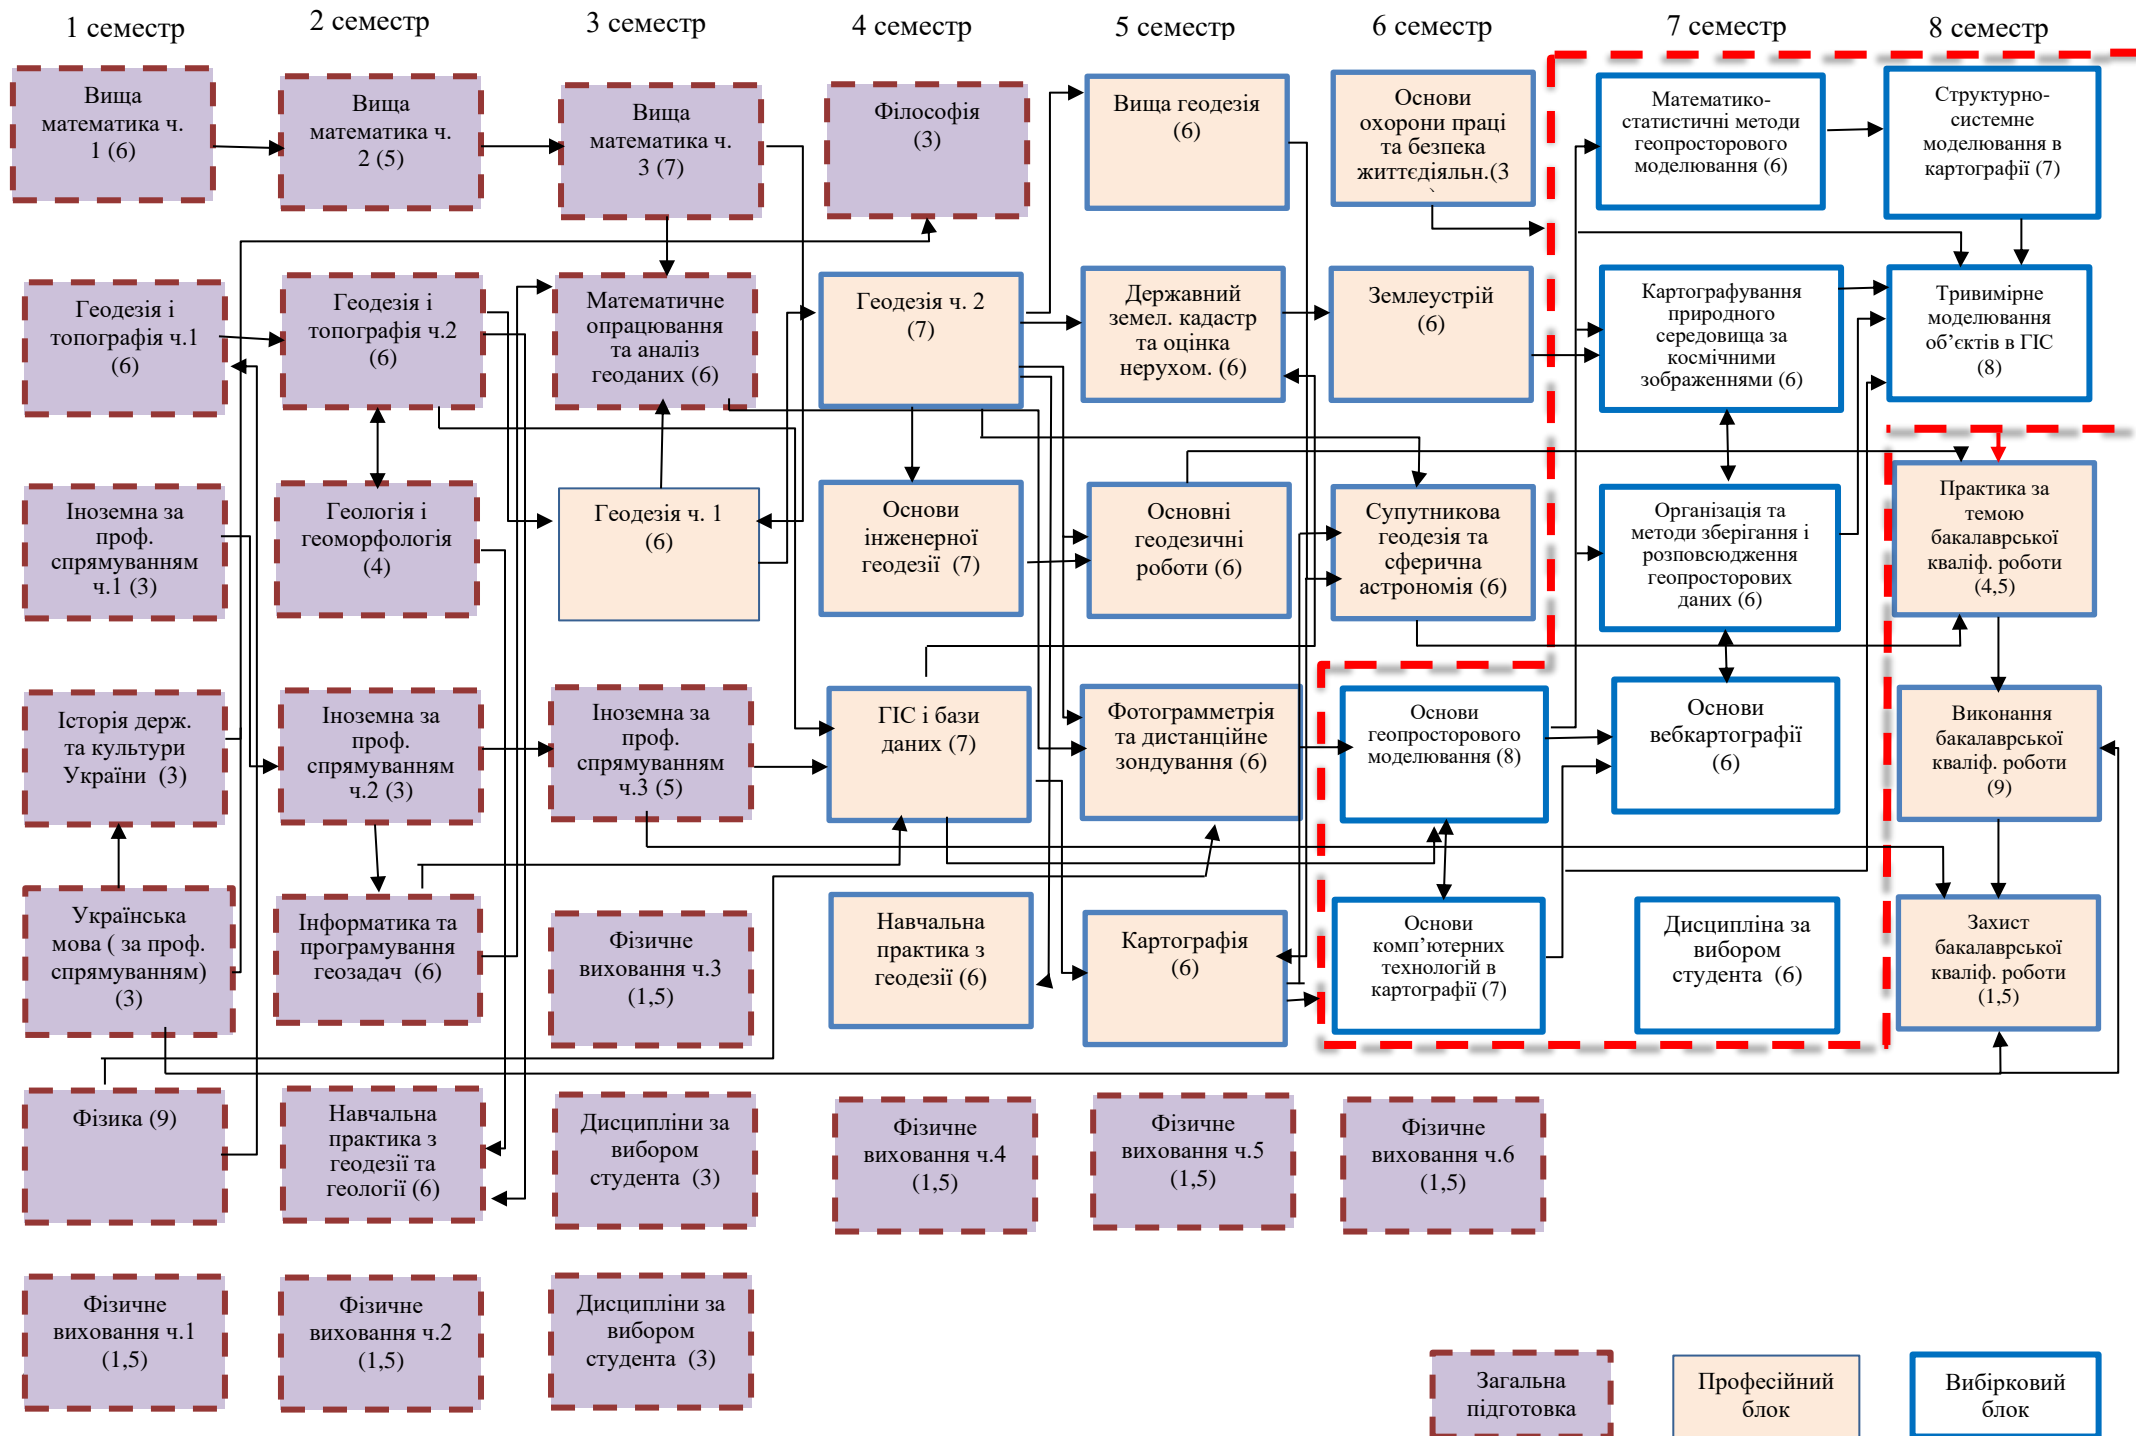 1 семестр
2 семестр
3 семестр
4 семестр
5 семестр
6 семестр
7 семестр
8 семестр
Вища
математика ч.
1 (6)
Вища
математика ч.
2 (5)
Вища
математика ч.
3 (7)
Філософія
(3)
Вища геодезія
(6)
Основи
охорони праці
та безпека
життєдіяльн.(3
Математико-
статистичні методи
геопросторового
моделювання (6)
Структурно-
системне
моделювання в
картографії (7)
Геодезія і
топографія ч.1
(6)
Геодезія і
топографія ч.2
(6)
Математичне
опрацювання
та аналіз
геоданих (6)
Геодезія ч. 2
(7)
Державний
земел. кадастр
та оцінка
нерухом. (6)
Землеустрій
(6)
Картографування
природного
середовища за
космічними
зображеннями (6)
Тривимірне
моделювання
об’єктів в ГІС
(8)
Іноземна за
проф.
спрямуванням
ч.1 (3)
Геологія і
геоморфологія
(4)
Геодезія ч. 1
(6)
Основи
інженерної
геодезії (7)
Основні
геодезичні
роботи (6)
Супутникова
геодезія та
сферична
астрономія (6)
Організація та
методи зберігання і
розповсюдження
геопросторових
даних (6)
Практика за
темою
бакалаврської
кваліф. роботи
(4,5)
Історія держ.
та культури
України (3)
Іноземна за
проф.
спрямуванням
ч.2 (3)
Іноземна за
проф.
спрямуванням
ч.3 (5)
ГІС і бази
даних (7)
Фотограмметрія
та дистанційне
зондування (6)
Основи
геопросторового
моделювання (8)
Основи
вебкартографії
(6)
Виконання
бакалаврської
кваліф. роботи
(9)
Українська
мова ( за проф.
спрямуванням)
(3)
Інформатика та
програмування
геозадач (6)
Фізичне
виховання ч.3
(1,5)
Навчальна
практика з
геодезії (6)
Картографія
(6)
Основи
комп’ютерних
технологій в
картографії (7)
Дисципліна за
вибором
студента (6)
Захист
бакалаврської
кваліф. роботи
(1,5)
Фізика (9)
Навчальна
практика з
геодезії та
геології (6)
Дисципліни за
вибором
студента (3)
Фізичне
виховання ч.4
(1,5)
Фізичне
виховання ч.5
(1,5)
Фізичне
виховання ч.6
(1,5)
Фізичне
виховання ч.1
(1,5)
Фізичне
виховання ч.2
(1,5)
Дисципліни за
вибором
студента (3)
Загальна
підготовка
Професійний
блок
Вибірковий
блок